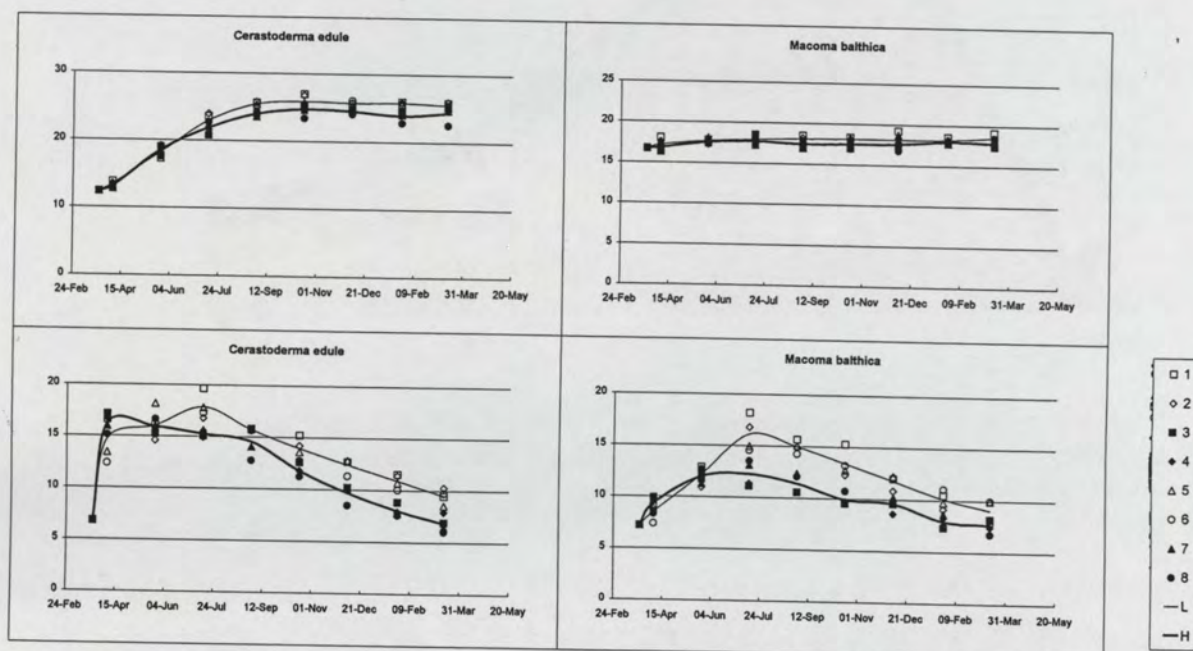 Cerastoderma edule
30
20
10
0
24-Feb 15-Apr 04-Jun 24-Jul 12-Sep 01-Nov 21-Dec 09-Feb 31-Mar 20-May
Macoma balthica
25
20
15
10
5
0
24-Feb 15-Apr 04-Jun 24-Jul 12-Sep 01-Nov 21-Dec 09-Feb 31-Mar 20-May
Cerastoderma edule
20
15
10
5
0
24-Feb 15-Apr 04-Jun 24-Jul 12-Sep 01-Nov 21-Dec 09-Feb 31-Mar 20-May
Macoma balthica
20
15
10
5
0
24-Feb 15-Apr 04-Jun 24-Jul 12-Sep 01-Nov 21-Dec 09-Feb 31-Mar 20-May
1
2
3
4
5
6
7
8
L
H